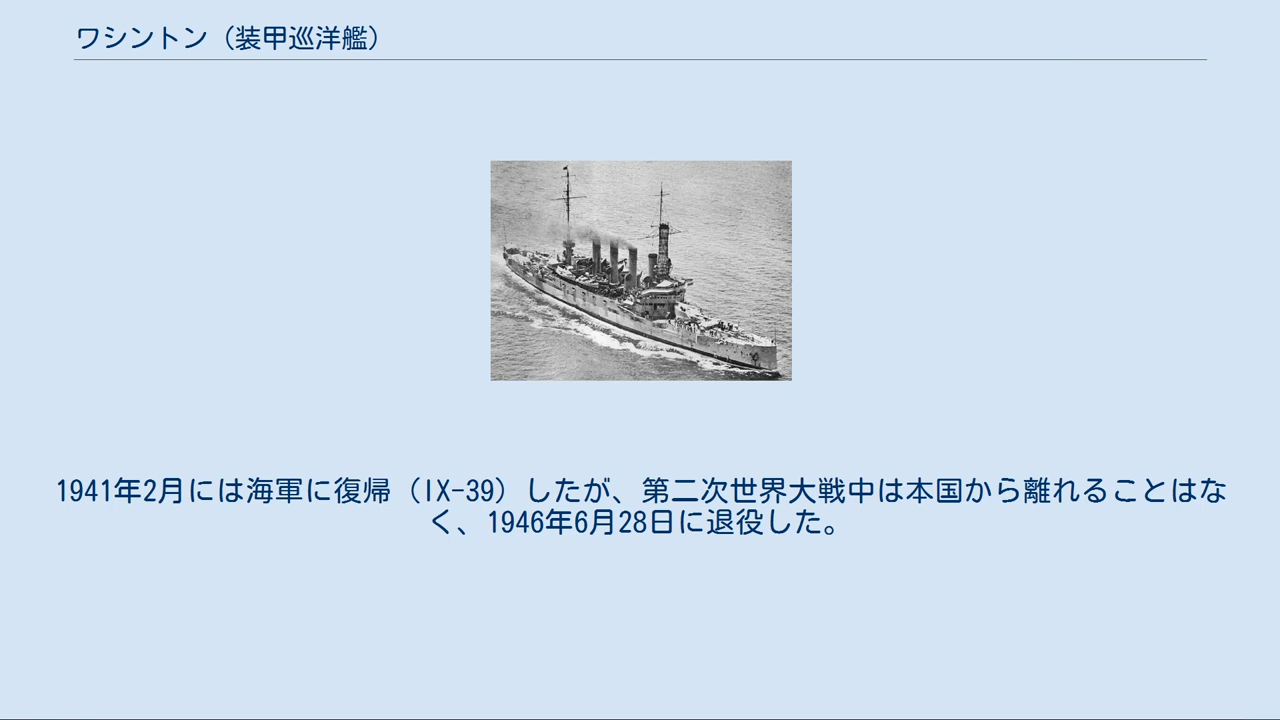 ワシントン（装甲巡洋艦）
1941年2月には海軍に復帰（IX-39）したが、第二次世界大戦中は本国から離れることはな
く、1946年6月28日に退役した。